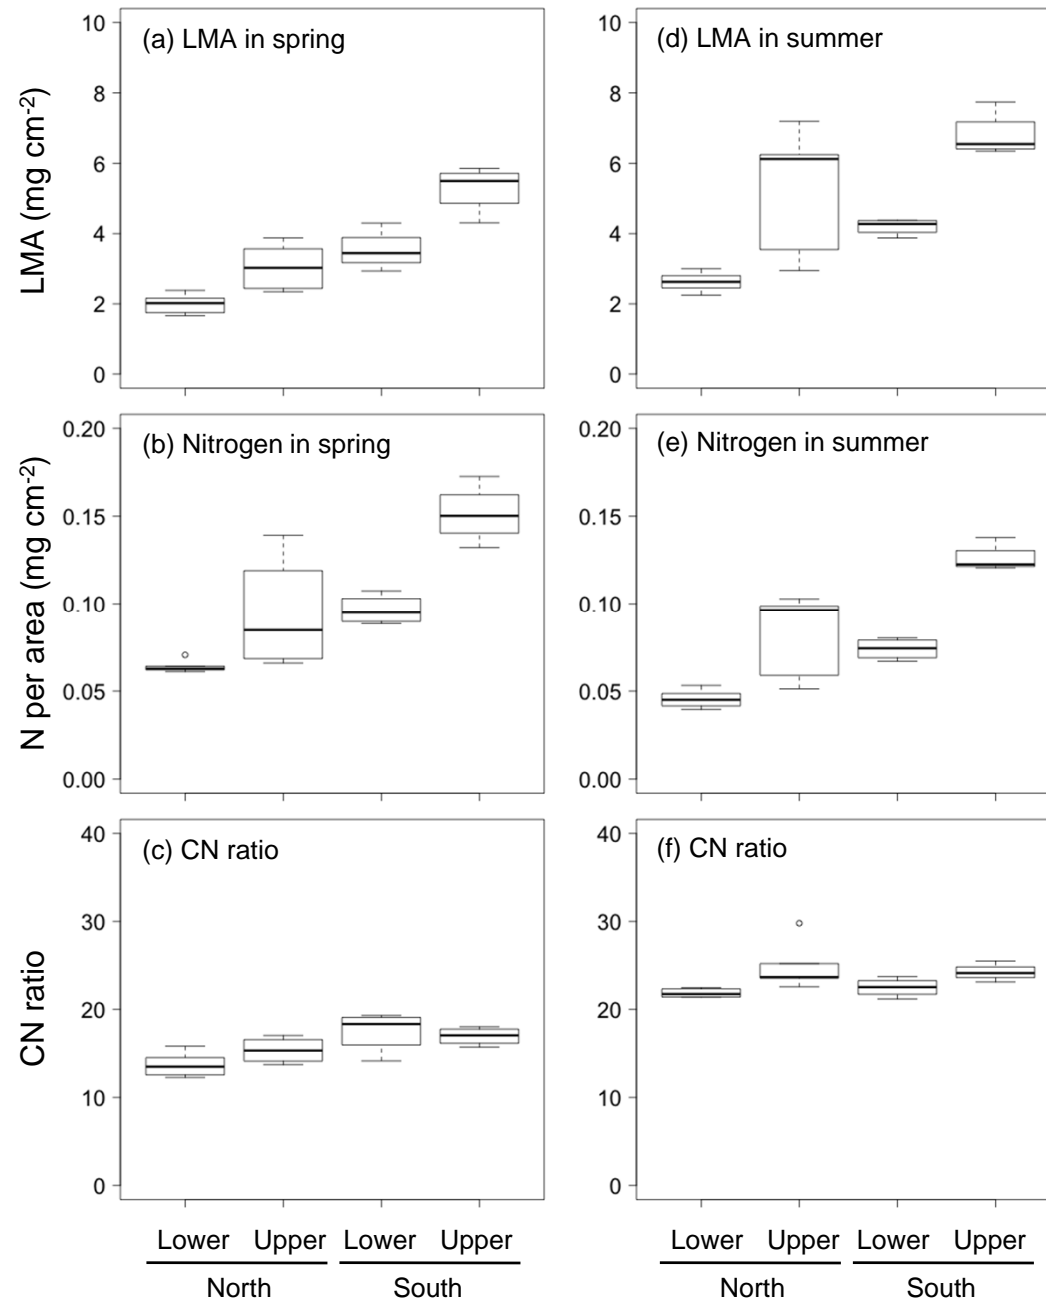 (a) LMA in spring
10
8
6
4
2
0
LMA (mg cm-2)
(d) LMA in summer
10
8
6
4
2
0
(b) Nitrogen in spring
0.20
0.15
0.10
0.05
0.00
N per area (mg cm-2)
(e) Nitrogen in summer
0.20
0.15
0.10
0.05
0.00
(c) CN ratio
40
30
20
10
0
CN ratio
(f) CN ratio
40
30
20
10
0
Lower Upper Lower Upper
North South
Lower Upper Lower Upper
North South